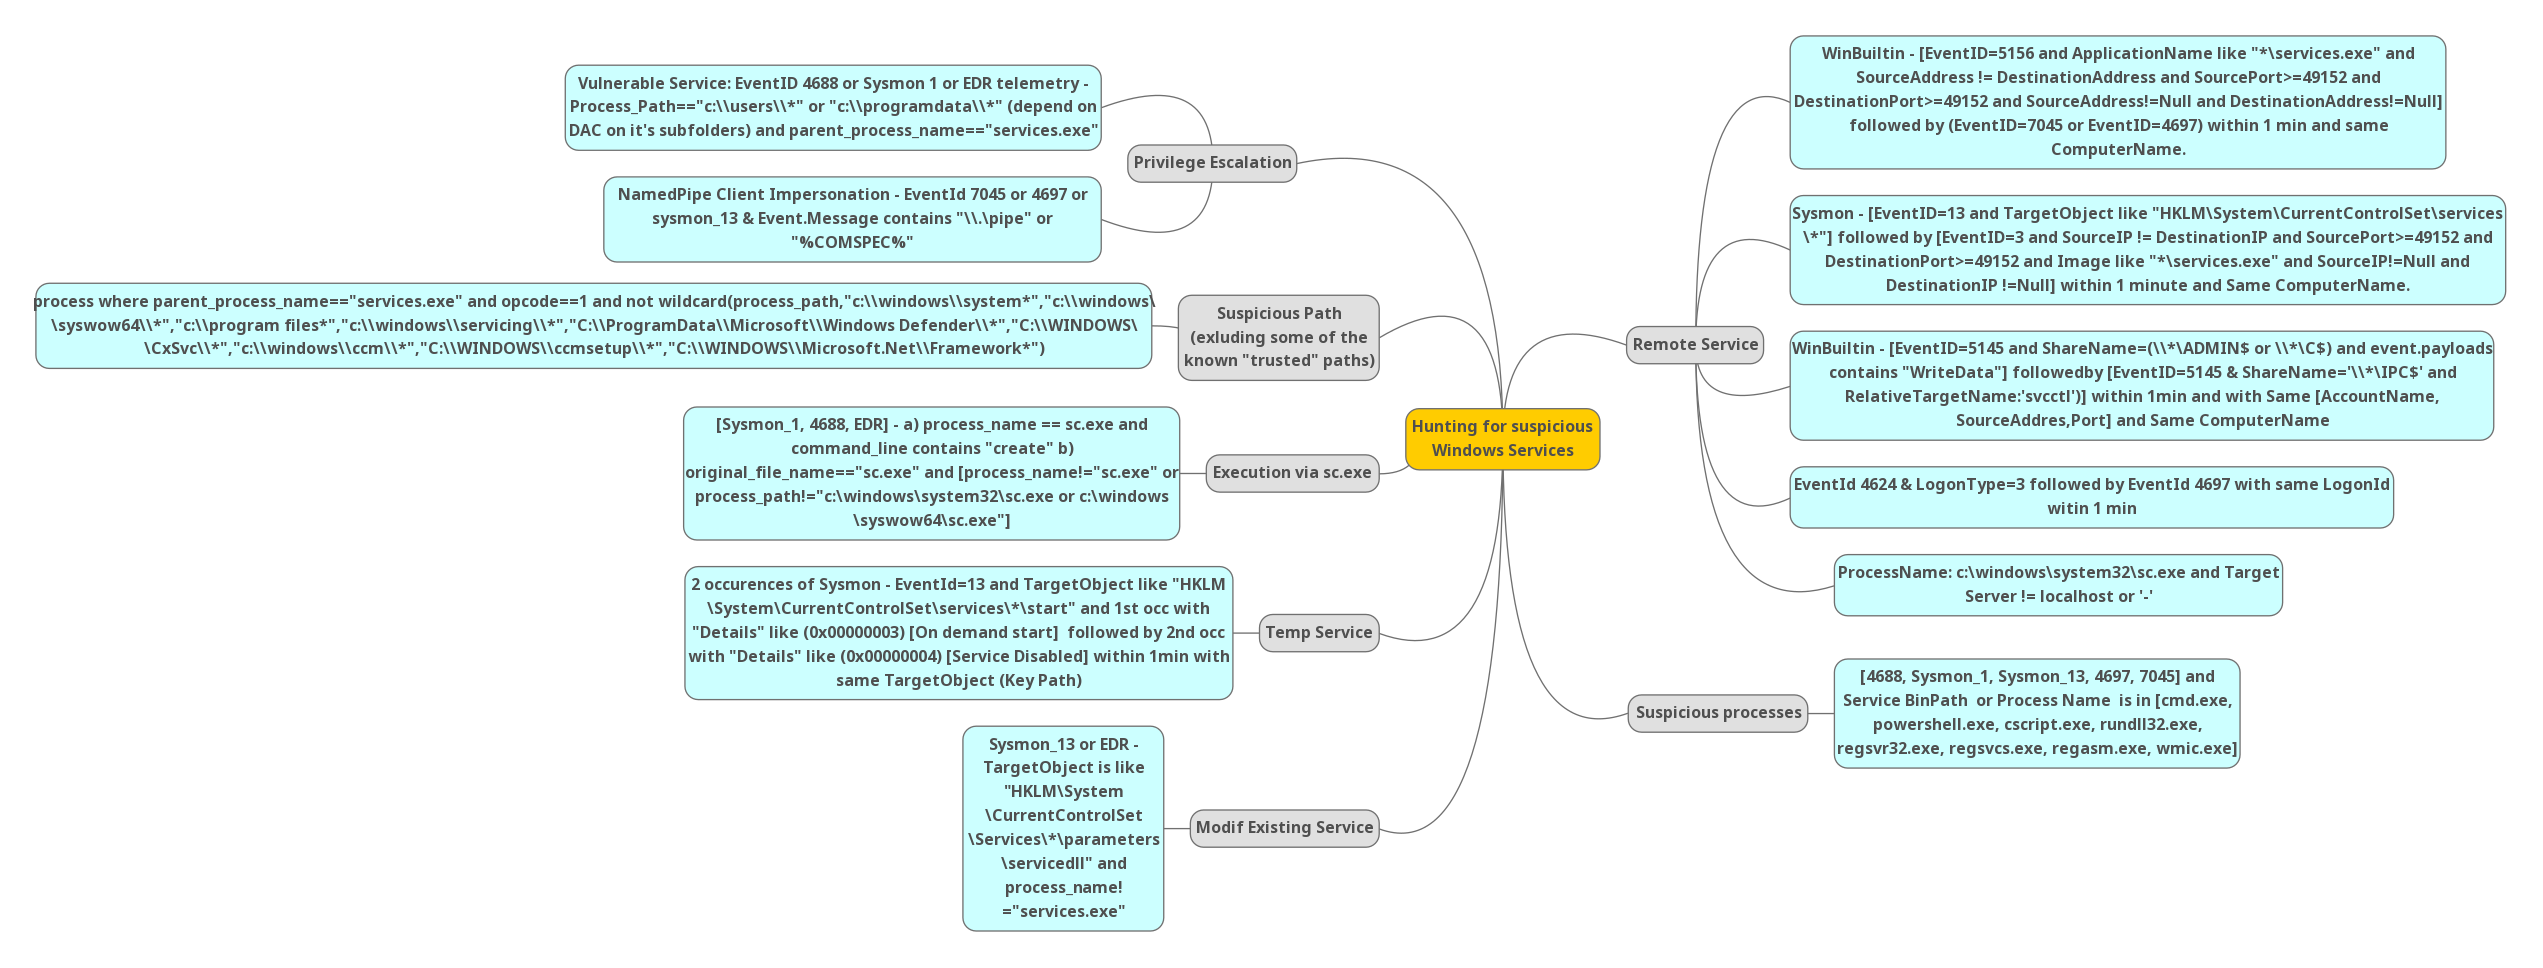 Vulnerable Service: EventID 4688 or Sysmon 1 or EDR telemetry -
Process_Path=="c:\\users\\*" or "c:\\programdata\\*" (depend on
DAC on it's subfolders) and parent_process_name=="services.exe"
Privilege Escalation
NamedPipe Client Impersonation - EventId 7045 or 4697 or
sysmon_13 & Event.Message contains "\\.\pipe" or
"%COMSPEC%"
process where parent_process_name=="services.exe" and opcode==1 and not wildcard(process_path,"c:\\windows\\system*","c:\\windows\
\syswow64\\*","c:\\program files*","c:\\windows\\servicing\\*","C:\\ProgramData\\Microsoft\\Windows Defender\\*","C:\\WINDOWS\
\CxSvc\\*","c:\\windows\\ccm\\*","C:\\WINDOWS\\ccmsetup\\*","C:\\WINDOWS\\Microsoft.Net\\Framework*")
Suspicious Path
(exluding some of the
known "trusted" paths)
[Sysmon_1, 4688, EDR] - a) process_name == sc.exe and
command_line contains "create" b)
original_file_name=="sc.exe" and [process_name!="sc.exe" or
process_path!="c:\windows\system32\sc.exe or c:\windows
\syswow64\sc.exe"]
Execution via sc.exe
2 occurences of Sysmon - EventId=13 and TargetObject like "HKLM
\System\CurrentControlSet\services\*\start" and 1st occ with
"Details" like (0x00000003) [On demand start]  followed by 2nd occ
with "Details" like (0x00000004) [Service Disabled] within 1min with
same TargetObject (Key Path)
Temp Service
Sysmon_13 or EDR -
TargetObject is like
"HKLM\System
\CurrentControlSet
\Services\*\parameters
\servicedll" and
process_name!
="services.exe"
Modif Existing Service
Hunting for suspicious
Windows Services
Remote Service
WinBuiltin - [EventID=5156 and ApplicationName like "*\services.exe" and
SourceAddress != DestinationAddress and SourcePort>=49152 and
DestinationPort>=49152 and SourceAddress!=Null and DestinationAddress!=Null]
followed by (EventID=7045 or EventID=4697) within 1 min and same
ComputerName.
Sysmon - [EventID=13 and TargetObject like "HKLM\System\CurrentControlSet\services
\*"] followed by [EventID=3 and SourceIP != DestinationIP and SourcePort>=49152 and
DestinationPort>=49152 and Image like "*\services.exe" and SourceIP!=Null and
DestinationIP !=Null] within 1 minute and Same ComputerName.
WinBuiltin - [EventID=5145 and ShareName=(\\*\ADMIN$ or \\*\C$) and event.payloads
contains "WriteData"] followedby [EventID=5145 & ShareName='\\*\IPC$' and
RelativeTargetName:'svcctl')] within 1min and with Same [AccountName,
SourceAddres,Port] and Same ComputerName
EventId 4624 & LogonType=3 followed by EventId 4697 with same LogonId
witin 1 min
ProcessName: c:\windows\system32\sc.exe and Target
Server != localhost or '-'
Suspicious processes
[4688, Sysmon_1, Sysmon_13, 4697, 7045] and
Service BinPath  or Process Name  is in [cmd.exe,
powershell.exe, cscript.exe, rundll32.exe,
regsvr32.exe, regsvcs.exe, regasm.exe, wmic.exe]